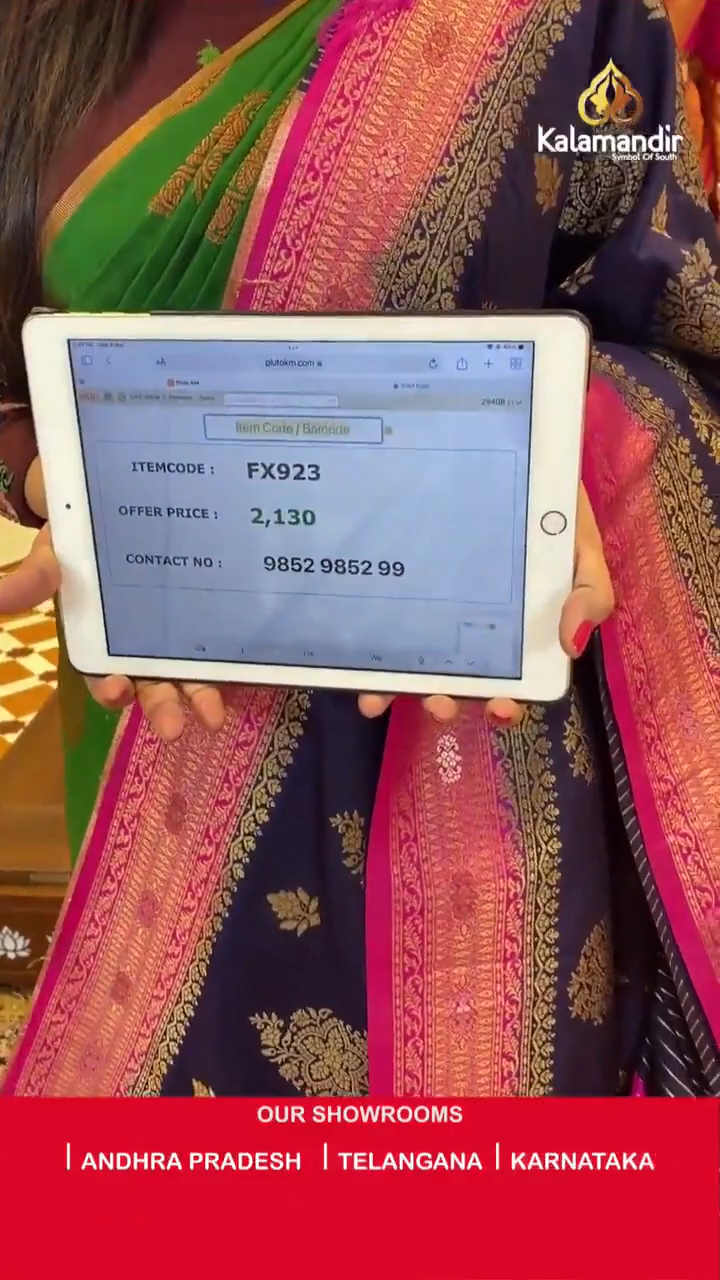 Kalamandir
Symbol Of South
plutokm.com
Item Code / Barcode
ITEMCODE : FX923
OFFER PRICE : 2,130
CONTACT NO : 9852 9852 99
OUR SHOWROOMS
| ANDHRA PRADESH | TELANGANA | KARNATAKA